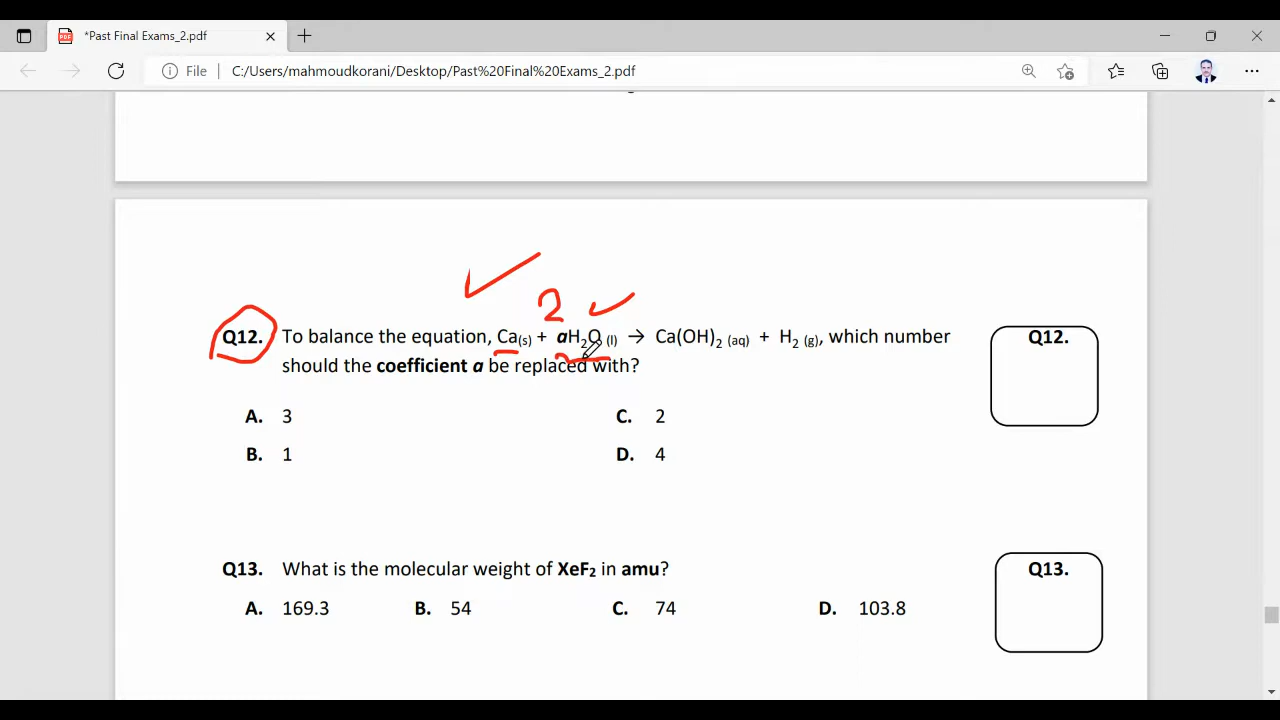 *Past Final Exams_2.pdf
File C:/Users/mahmoudkorani/Desktop/Past%20Final%20Exams_2.pdf
2
Q12. To balance the equation, Ca(s) + aH₂O (l) → Ca(OH)₂ (aq) + H₂ (g), which number
should the coefficient a be replaced with?
A. 3 C. 2
B. 1 D. 4
Q12.
Q13. What is the molecular weight of XeF₂ in amu?
A. 169.3 B. 54 C. 74 D. 103.8
Q13.